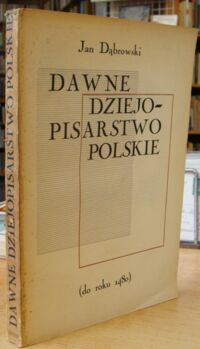 Jan Dąbrowski
DAWNE
DZIEJO-
PISARSTWO
POLSKIE
(do roku 1480)
DAWNE DZIEJOPISARSTWO POLSKIE